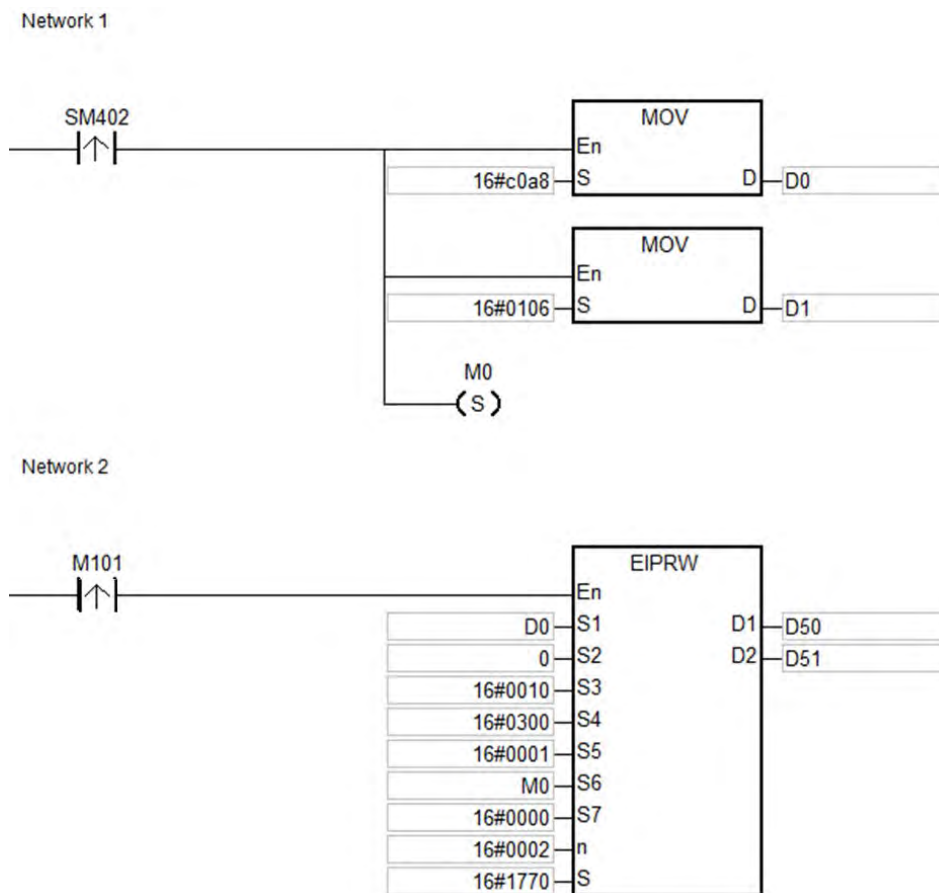 Network 1
SM402
MOV
En
16#c0a8 S D D0
MOV
En
16#0106 S D D1
M0
( S )
Network 2
M101
EIPRW
En
D0 S1 D1 D50
0 S2 D2 D51
16#0010 S3
16#0300 S4
16#0001 S5
M0 S6
16#0000 S7
16#0002 n
16#1770 S